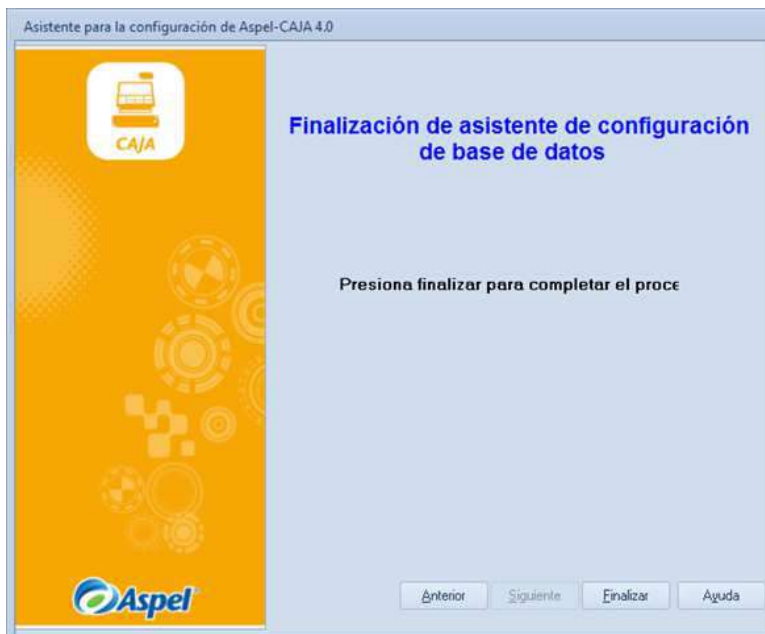 Asistente para la configuración de Aspel-CAJA 4.0
CAJA
Finalización de asistente de configuración
de base de datos
Presiona finalizar para completar el proce
Aspel
Anterior
Siguiente
Finalizar
Ayuda